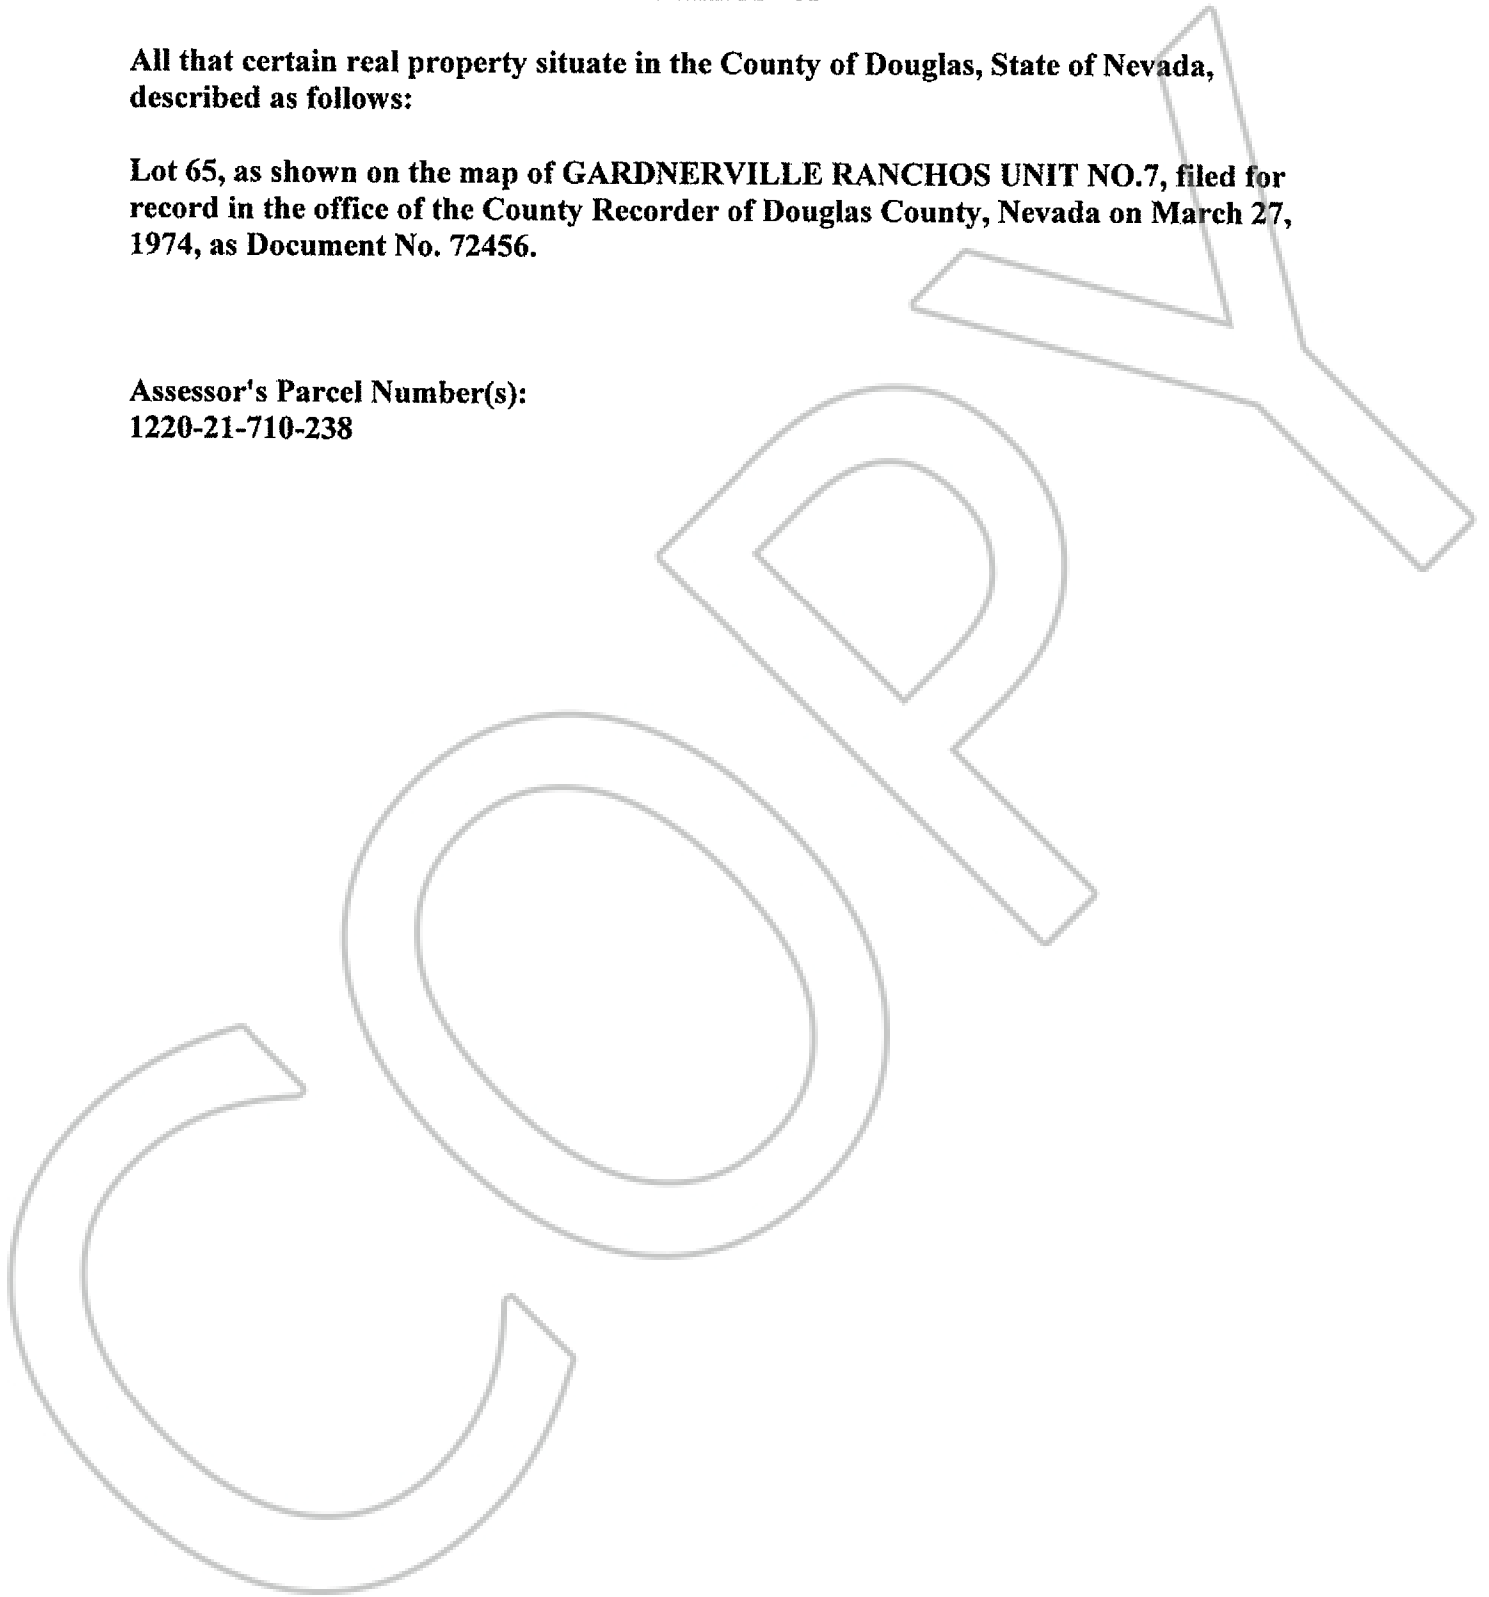 All that certain real property situate in the County of Douglas, State of Nevada,
described as follows:
Lot 65, as shown on the map of GARDNERVILLE RANCHOS UNIT NO.7, filed for
record in the office of the County Recorder of Douglas County, Nevada on March 27,
1974, as Document No. 72456.
Assessor's Parcel Number(s):
1220-21-710-238
COPY